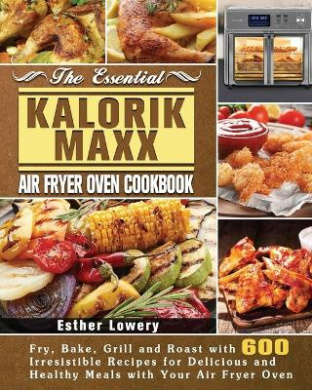 The Essential
KALORIK
MAXX
AIR FRYER OVEN COOKBOOK
Esther Lowery
Fry, Bake, Grill and Roast with 600
Irresistible Recipes for Delicious and
Healthy Meals with Your Air Fryer Oven